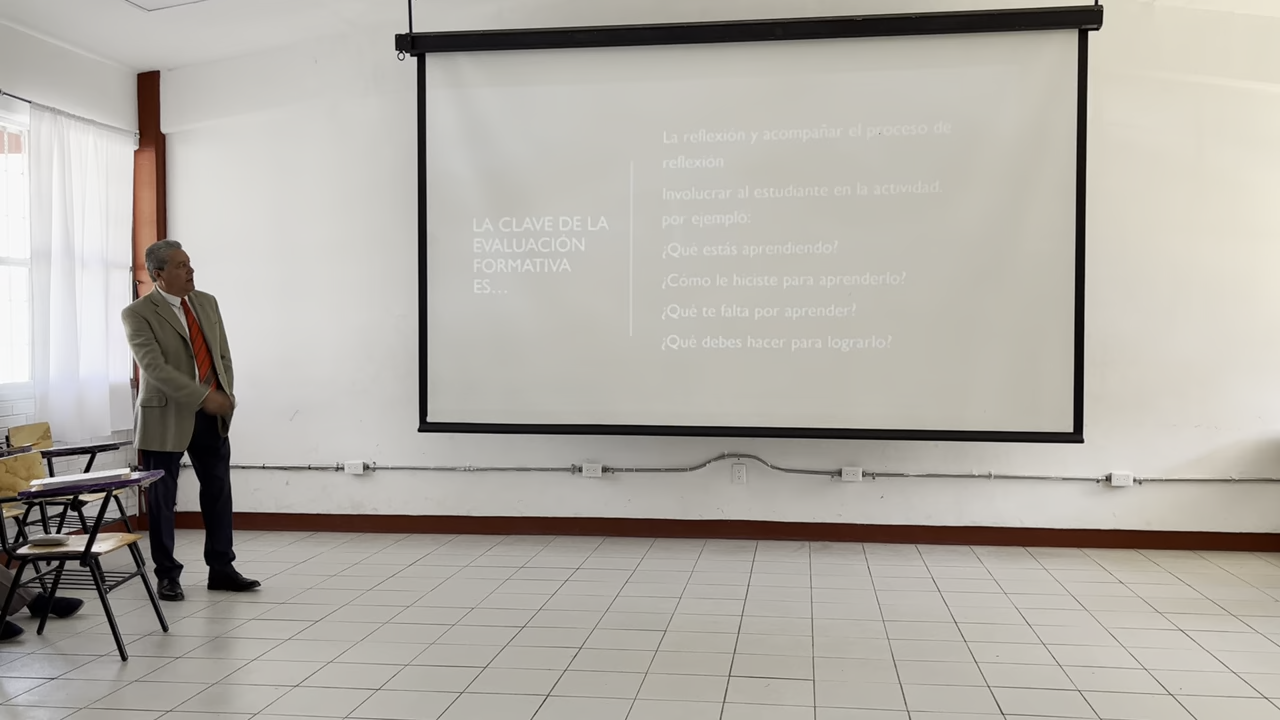 LA CLAVE DE LA
EVALUACIÓN
FORMATIVA
ES...
La reflexión y acompañar el proceso de
reflexión
Involucrar al estudiante en la actividad,
por ejemplo:
¿Que estás aprendiendo?
¿Cómo le hiciste para aprenderlo?
¿Qué te falta por aprender?
¿Qué debes hacer para lograrlo?